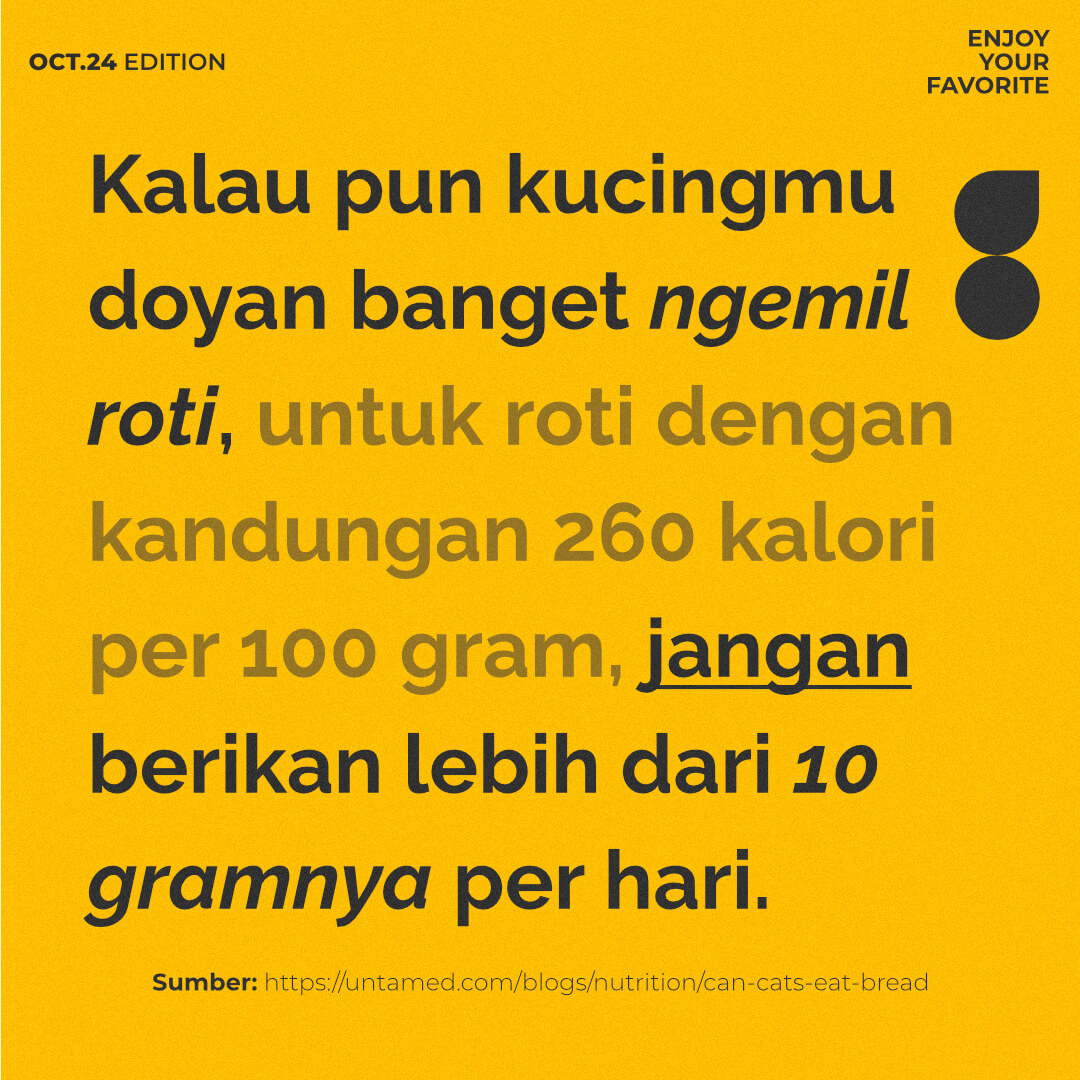 OCT.24 EDITION
ENJOY
YOUR
FAVORITE
Kalau pun kucingmu
doyan banget ngemil
roti, untuk roti dengan
kandungan 260 kalori
per 100 gram, jangan
berikan lebih dari 10
gramnya per hari.
Sumber: https://untamed.com/blogs/nutrition/can-cats-eat-bread